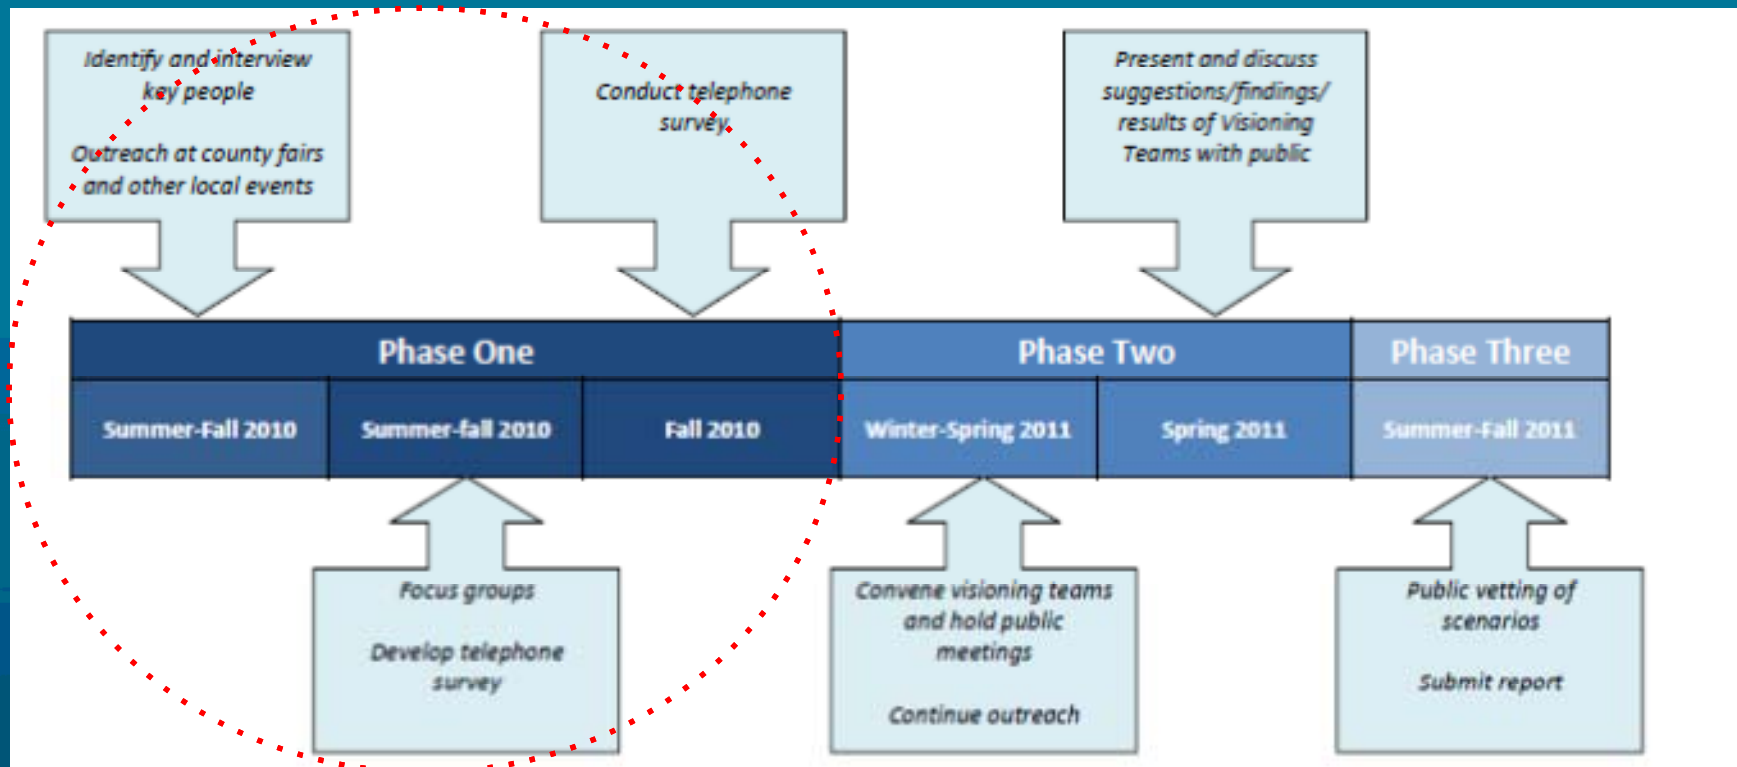 Identify and interview
key people
Outreach at county fairs
and other local events
Conduct telephone
survey
Present and discuss
suggestions/findings/
results of Visioning
Teams with public
Phase One
Phase Two
Phase Three
Summer-Fall 2010
Summer-fall 2010
Fall 2010
Winter-Spring 2011
Spring 2011
Summer-Fall 2011
Focus groups
Develop telephone
survey
Convene visioning teams
and hold public
meetings
Continue outreach
Public vetting of
scenarios
Submit report